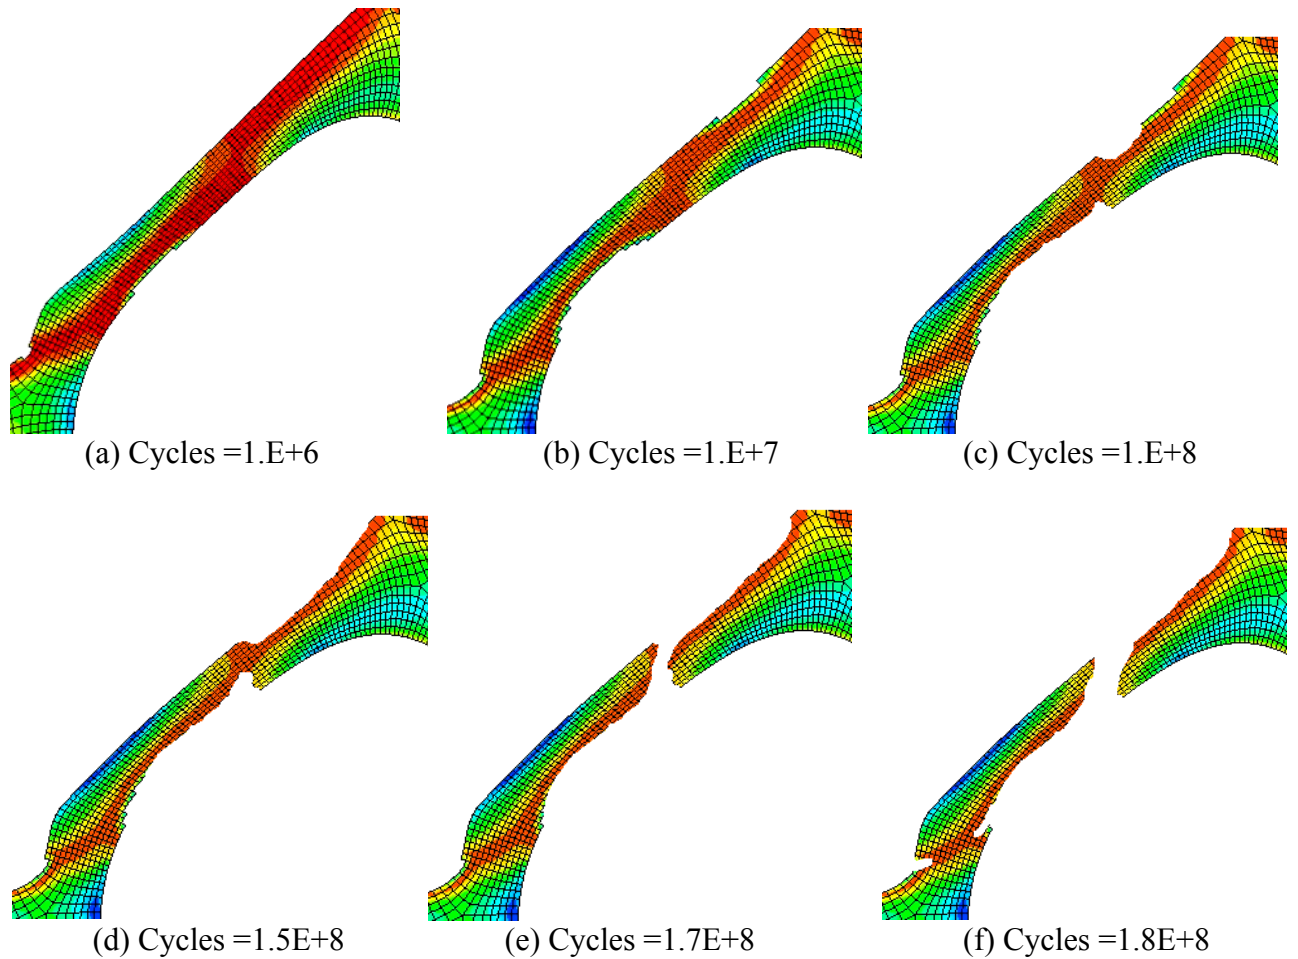 (a) Cycles =1.E+6
(b) Cycles =1.E+7
(c) Cycles =1.E+8
(d) Cycles =1.5E+8
(e) Cycles =1.7E+8
(f) Cycles =1.8E+8